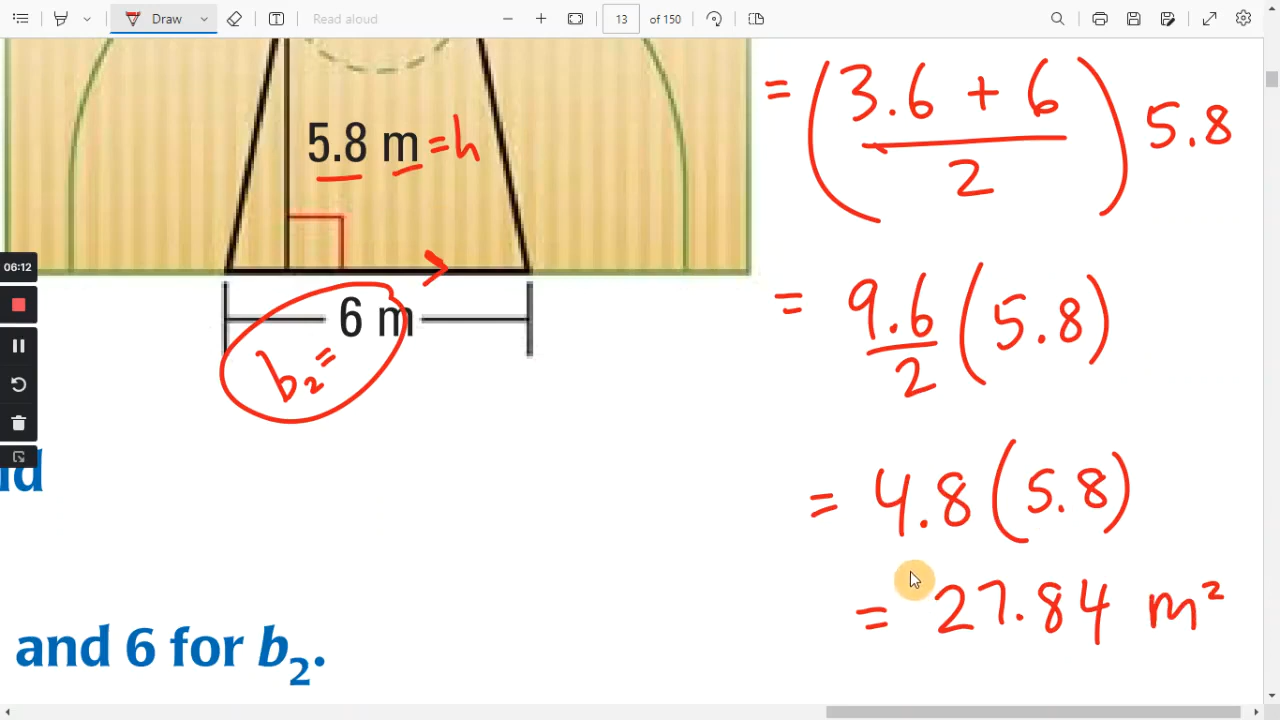 Draw
Read aloud
13 of 150
= (3.6 + 6 / 2) 5.8
5.8 m = h
06:12
6 m
b₂ =
= 9.6 / 2 (5.8)
= 4.8 (5.8)
= 27.84 m²
and 6 for b₂.